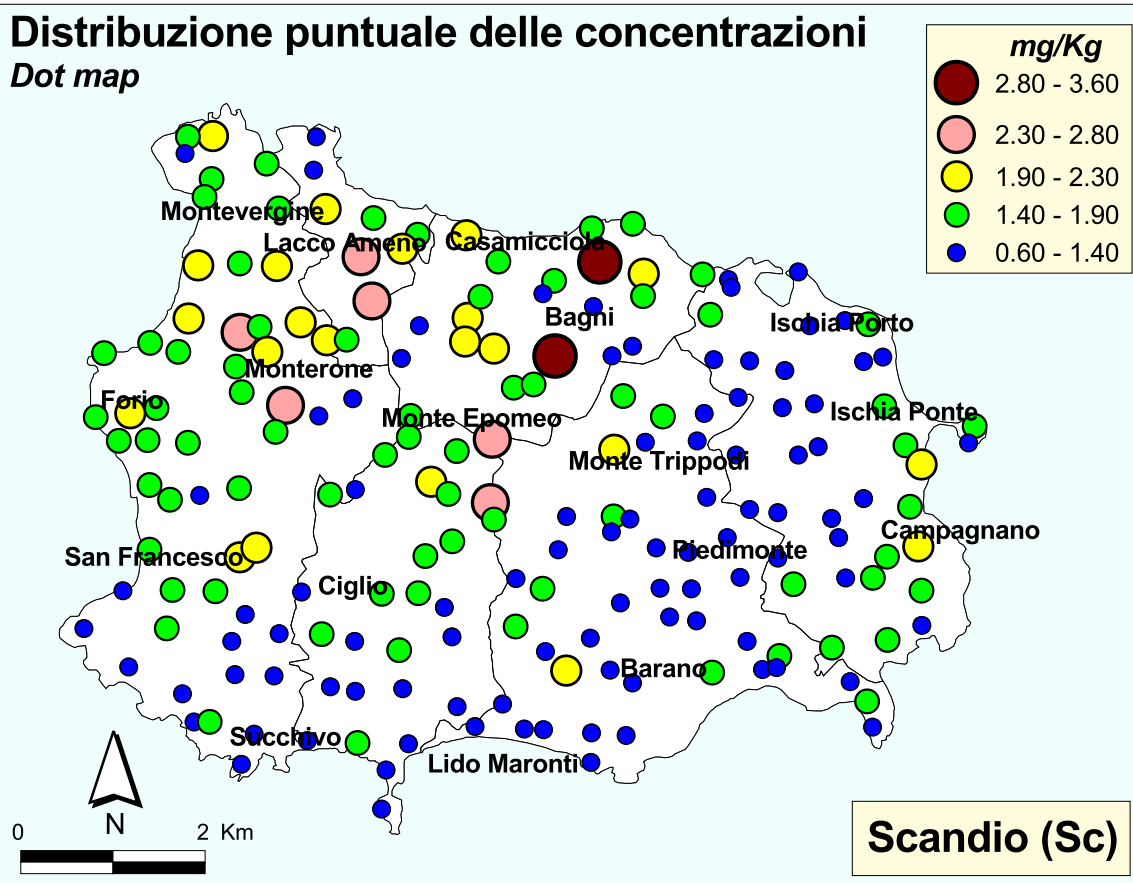 Distribuzione puntuale delle concentrazioni
Dot map
mg/Kg
2.80 - 3.60
2.30 - 2.80
1.90 - 2.30
1.40 - 1.90
0.60 - 1.40
Montevergine
Lacco Ameno
Casamicciola
Bagni
Ischia Porto
Monterone
Forio
Monte Epomeo
Ischia Ponte
Monte Trippodi
Campagnano
San Francesco
Piedimonte
Ciglio
Barano
Succhivo
Lido Maronti
N
0 2 Km
Scandio (Sc)